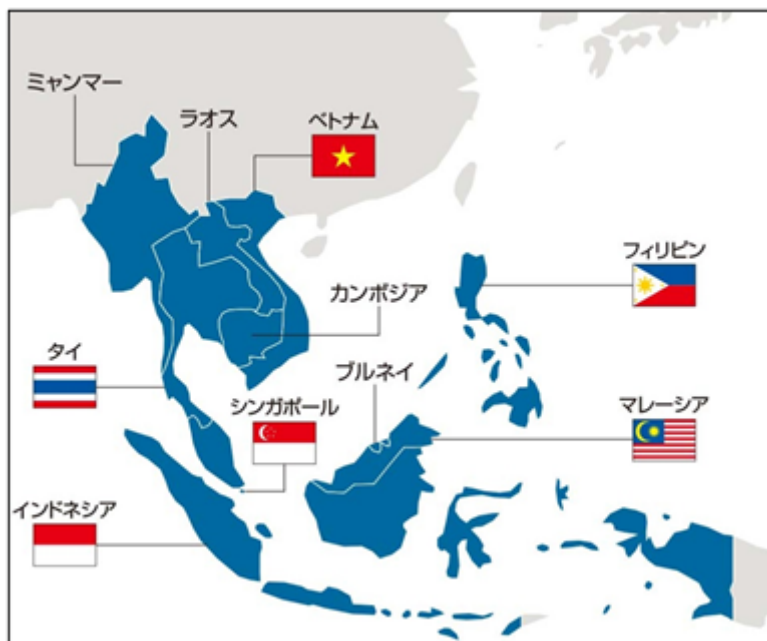 ミャンマー
ラオス
ベトナム
フィリピン
カンボジア
タイ
ブルネイ
シンガポール
マレーシア
インドネシア